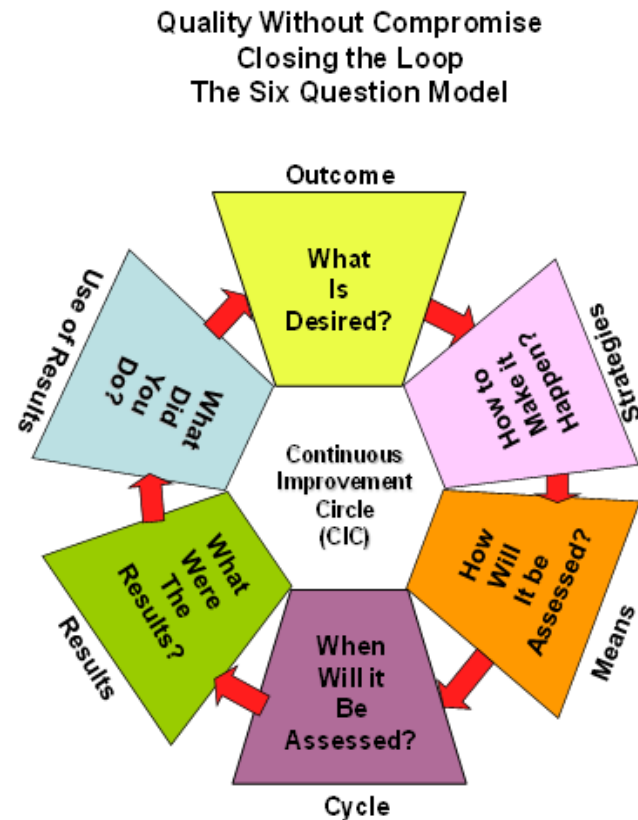 Quality Without Compromise
Closing the Loop
The Six Question Model
Outcome
What
Is
Desired?
Strategies
How to
Make it
Happen?
Means
How
Will
It be
Assessed?
Cycle
When
Will it
Be
Assessed?
Results
What
Were
The
Results?
Use of Results
What
Did
You
Do?
Continuous
Improvement
Circle
(CIC)